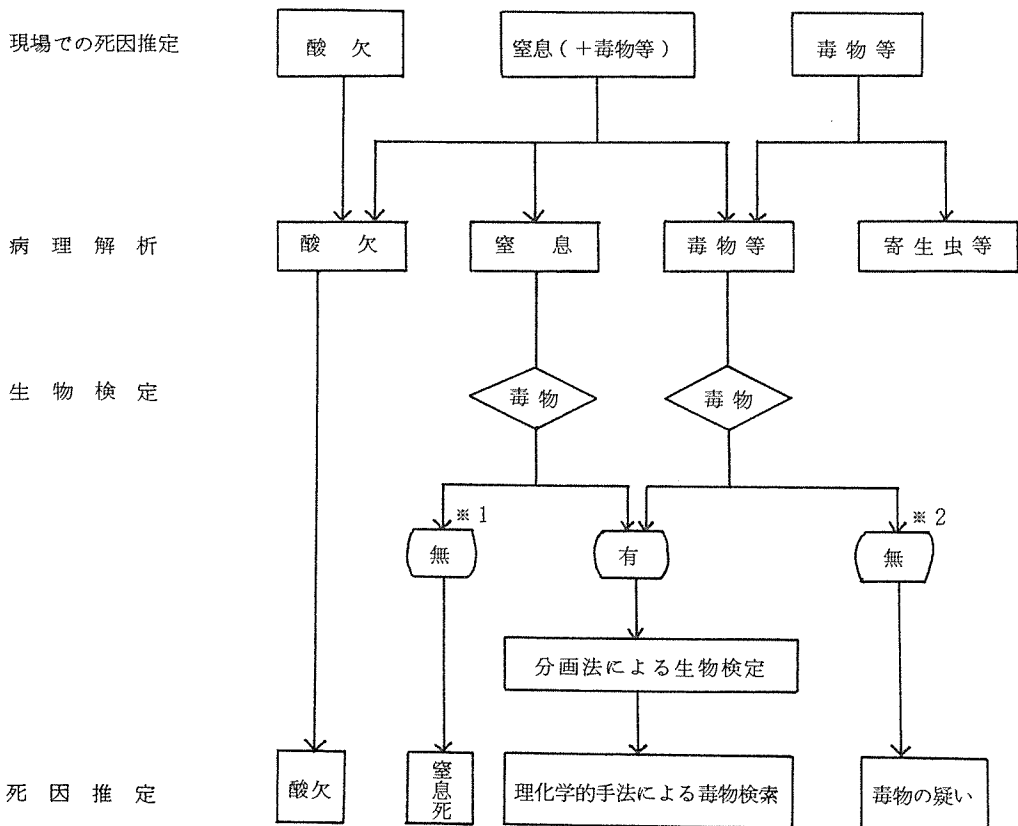 現場での死因推定
酸欠
窒息(+毒物等)
毒物等
病理解析
酸欠
窒息
毒物等
寄生虫等
生物検定
毒物
毒物
※1
※2
無
有
無
分画法による生物検定
死因推定
酸欠
窒息死
理化学的手法による毒物検索
毒物の疑い